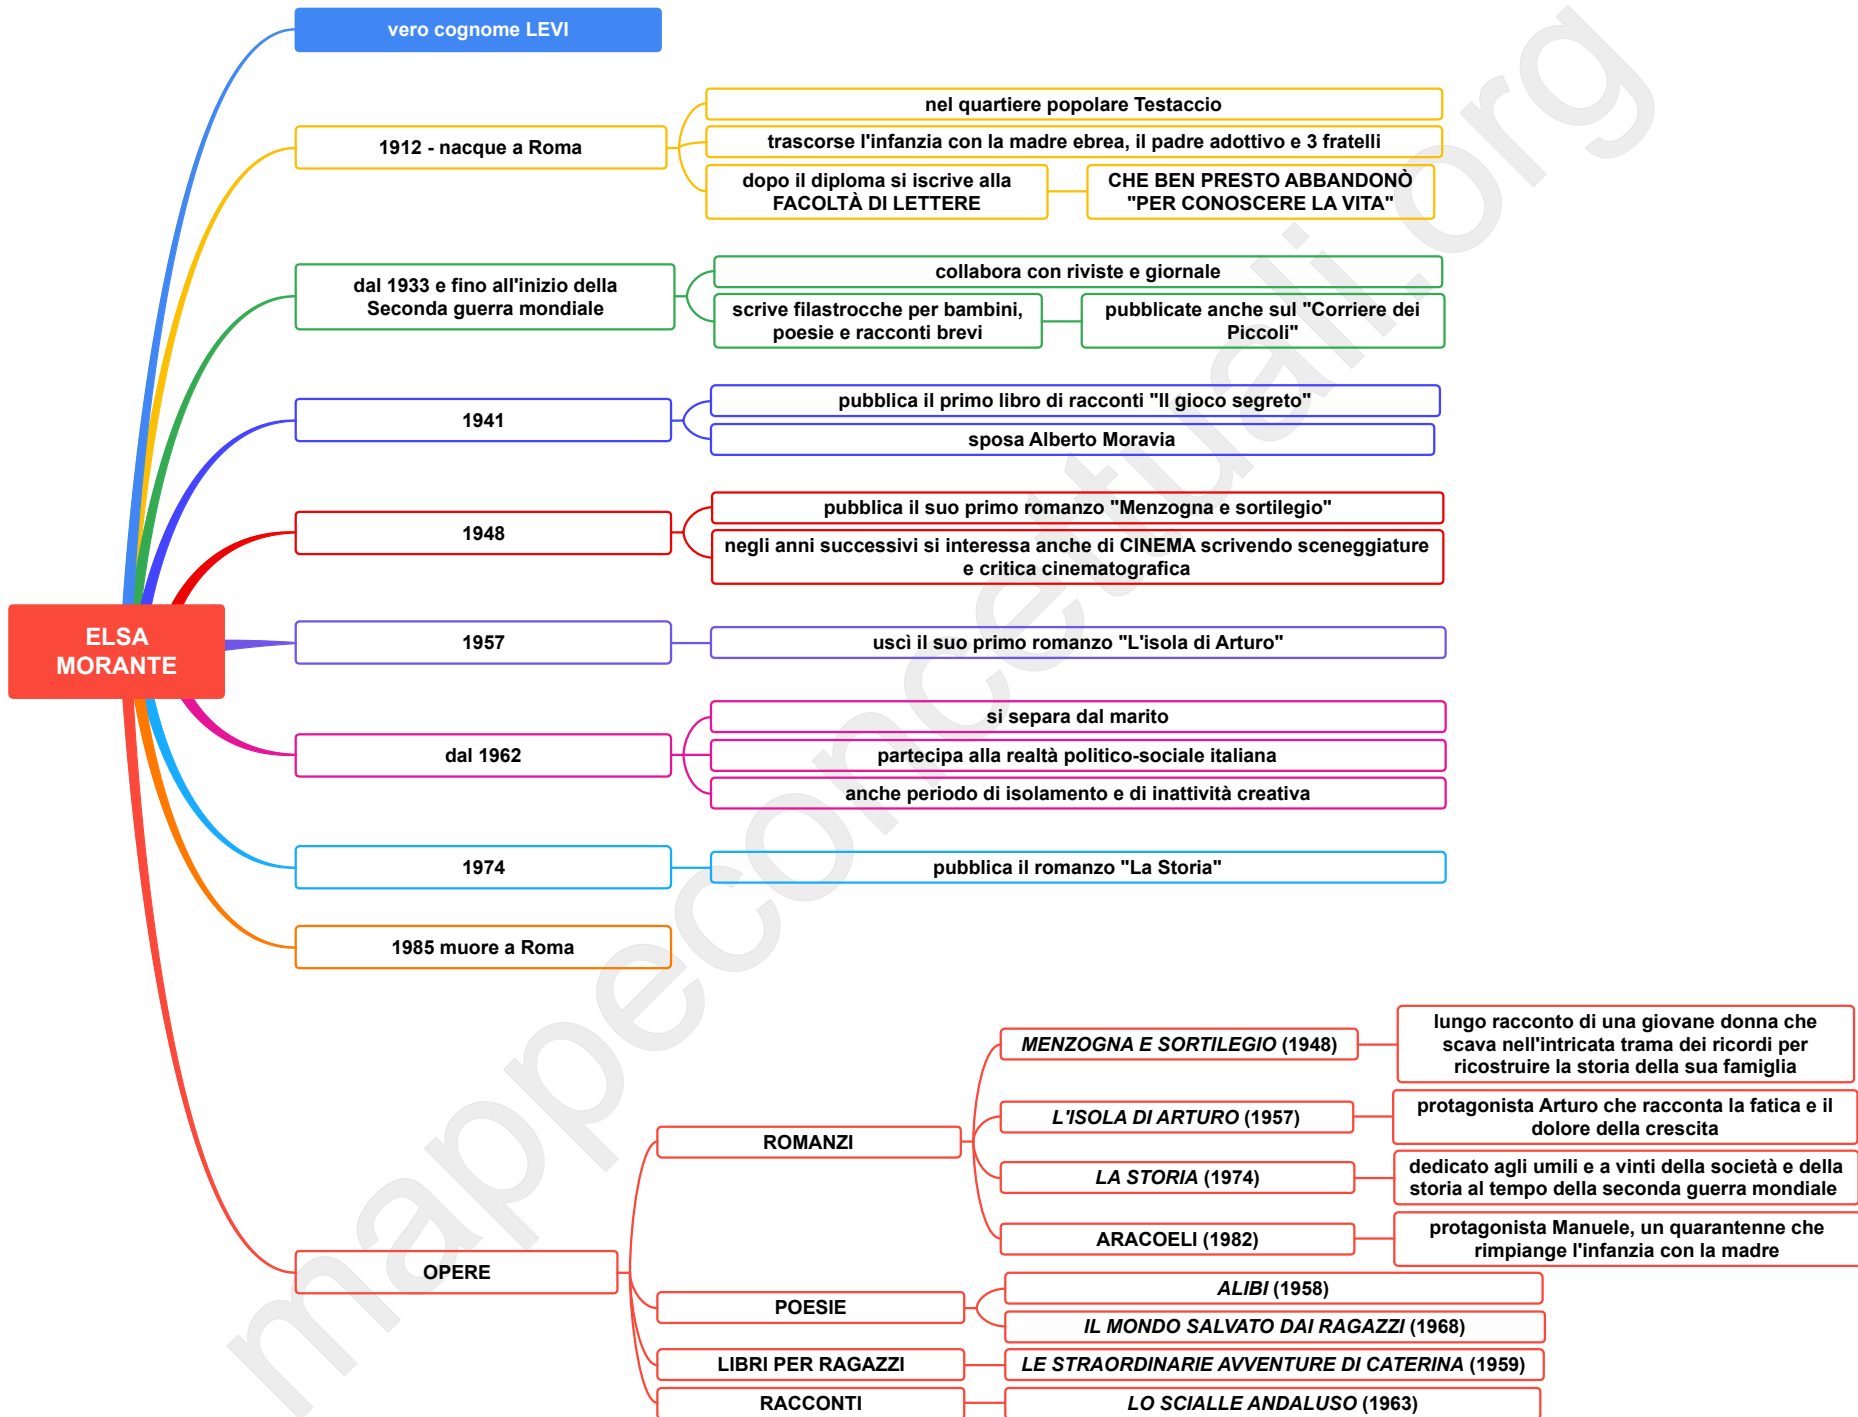 vero cognome LEVI
1912 - nacque a Roma
nel quartiere popolare Testaccio
trascorse l'infanzia con la madre ebrea, il padre adottivo e 3 fratelli
dopo il diploma si iscrive alla
FACOLTÀ DI LETTERE
CHE BEN PRESTO ABBANDONÒ
"PER CONOSCERE LA VITA"
dal 1933 e fino all'inizio della
Seconda guerra mondiale
collabora con riviste e giornale
scrive filastrocche per bambini,
poesie e racconti brevi
pubblicate anche sul "Corriere dei
Piccoli"
1941
pubblica il primo libro di racconti "Il gioco segreto"
sposa Alberto Moravia
1948
pubblica il suo primo romanzo "Menzogna e sortilegio"
negli anni successivi si interessa anche di CINEMA scrivendo sceneggiature
e critica cinematografica
ELSA
MORANTE
1957
uscì il suo primo romanzo "L'isola di Arturo"
dal 1962
si separa dal marito
partecipa alla realtà politico-sociale italiana
anche periodo di isolamento e di inattività creativa
1974
pubblica il romanzo "La Storia"
1985 muore a Roma
OPERE
ROMANZI
MENZOGNA E SORTILEGIO (1948)
lungo racconto di una giovane donna che
scava nell'intricata trama dei ricordi per
ricostruire la storia della sua famiglia
L'ISOLA DI ARTURO (1957)
protagonista Arturo che racconta la fatica e il
dolore della crescita
LA STORIA (1974)
dedicato agli umili e a vinti della società e della
storia al tempo della seconda guerra mondiale
ARACOELI (1982)
protagonista Manuele, un quarantenne che
rimpiange l'infanzia con la madre
POESIE
ALIBI (1958)
IL MONDO SALVATO DAI RAGAZZI (1968)
LIBRI PER RAGAZZI
LE STRAORDINARIE AVVENTURE DI CATERINA (1959)
RACCONTI
LO SCIALLE ANDALUSO (1963)
mappeconcettuali.org